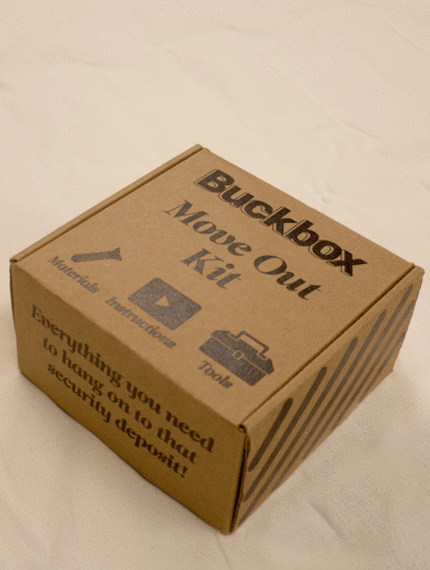 Buckbox
Move Out
Kit
Materials
Instructions
Tools
Everything you need
to hang on to that
security deposit!